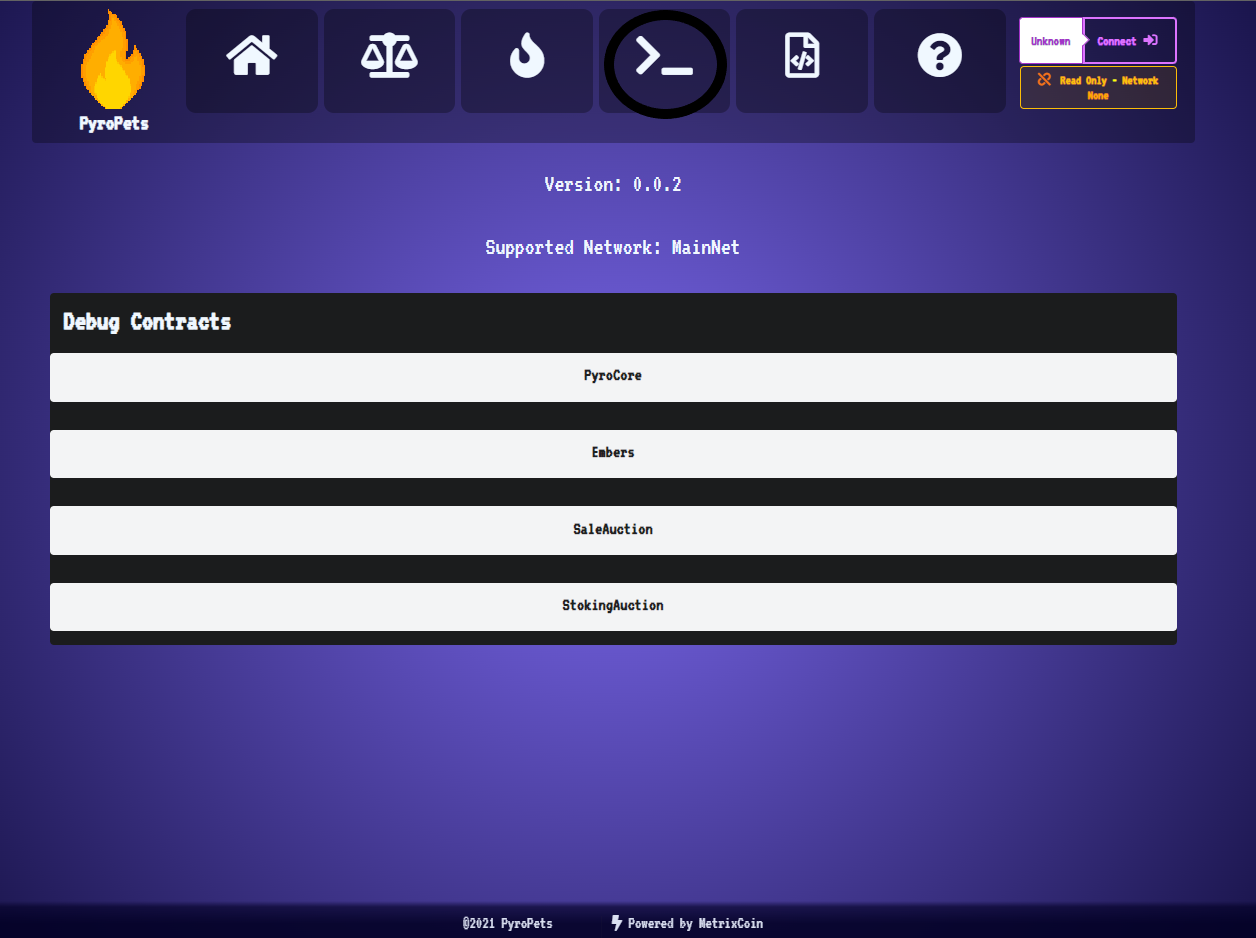 PyroPets
Unknown
Connect
Read Only - Network
None
Version: 0.0.2
Supported Network: MainNet
Debug Contracts
PyroCore
Embers
SaleAuction
StokingAuction
@2021 PyroPets
Powered by MetrixCoin